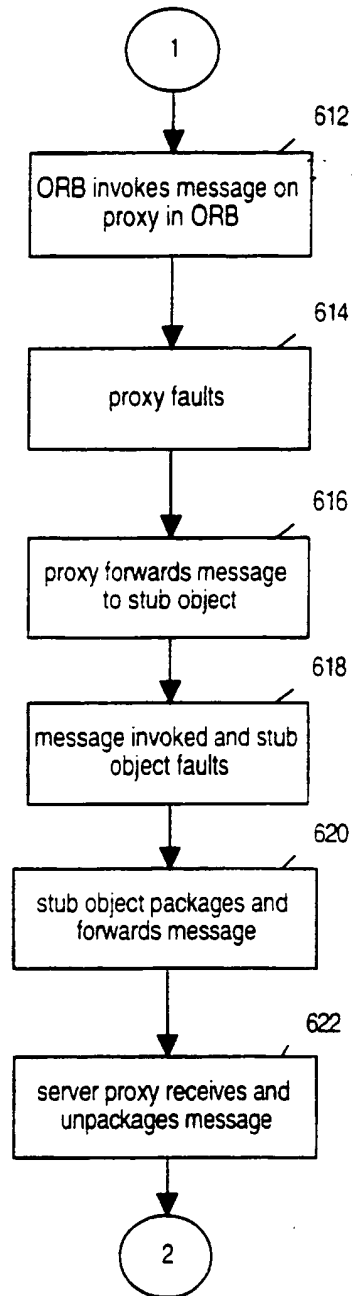 1
612
ORB invokes message on
proxy in ORB
614
proxy faults
616
proxy forwards message
to stub object
618
message invoked and stub
object faults
620
stub object packages and
forwards message
622
server proxy receives and
unpackages message
2